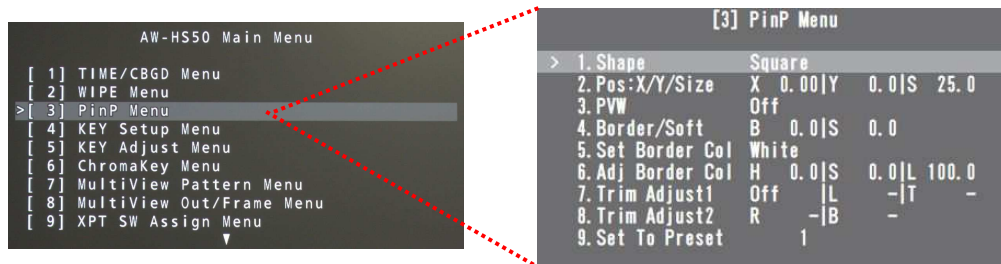 AW-HS50 Main Menu
[ 1] TIME/CBGD Menu
[ 2] WIPE Menu
>[ 3] PinP Menu
[ 4] KEY Setup Menu
[ 5] KEY Adjust Menu
[ 6] ChromaKey Menu
[ 7] MultiView Pattern Menu
[ 8] MultiView Out/Frame Menu
[ 9] XPT SW Assign Menu
[3] PinP Menu
> 1.Shape Square
2.Pos:X/Y/Size X 0.00|Y 0.0|S 25.0
3.PVW Off
4.Border/Soft B 0.0|S 0.0
5.Set Border Col White
6.Adj Border Col H 0.0|S 0.0|L 100.0
7.Trim Adjust1 Off |L -|T -
8.Trim Adjust2 R -|B -
9.Set To Preset 1